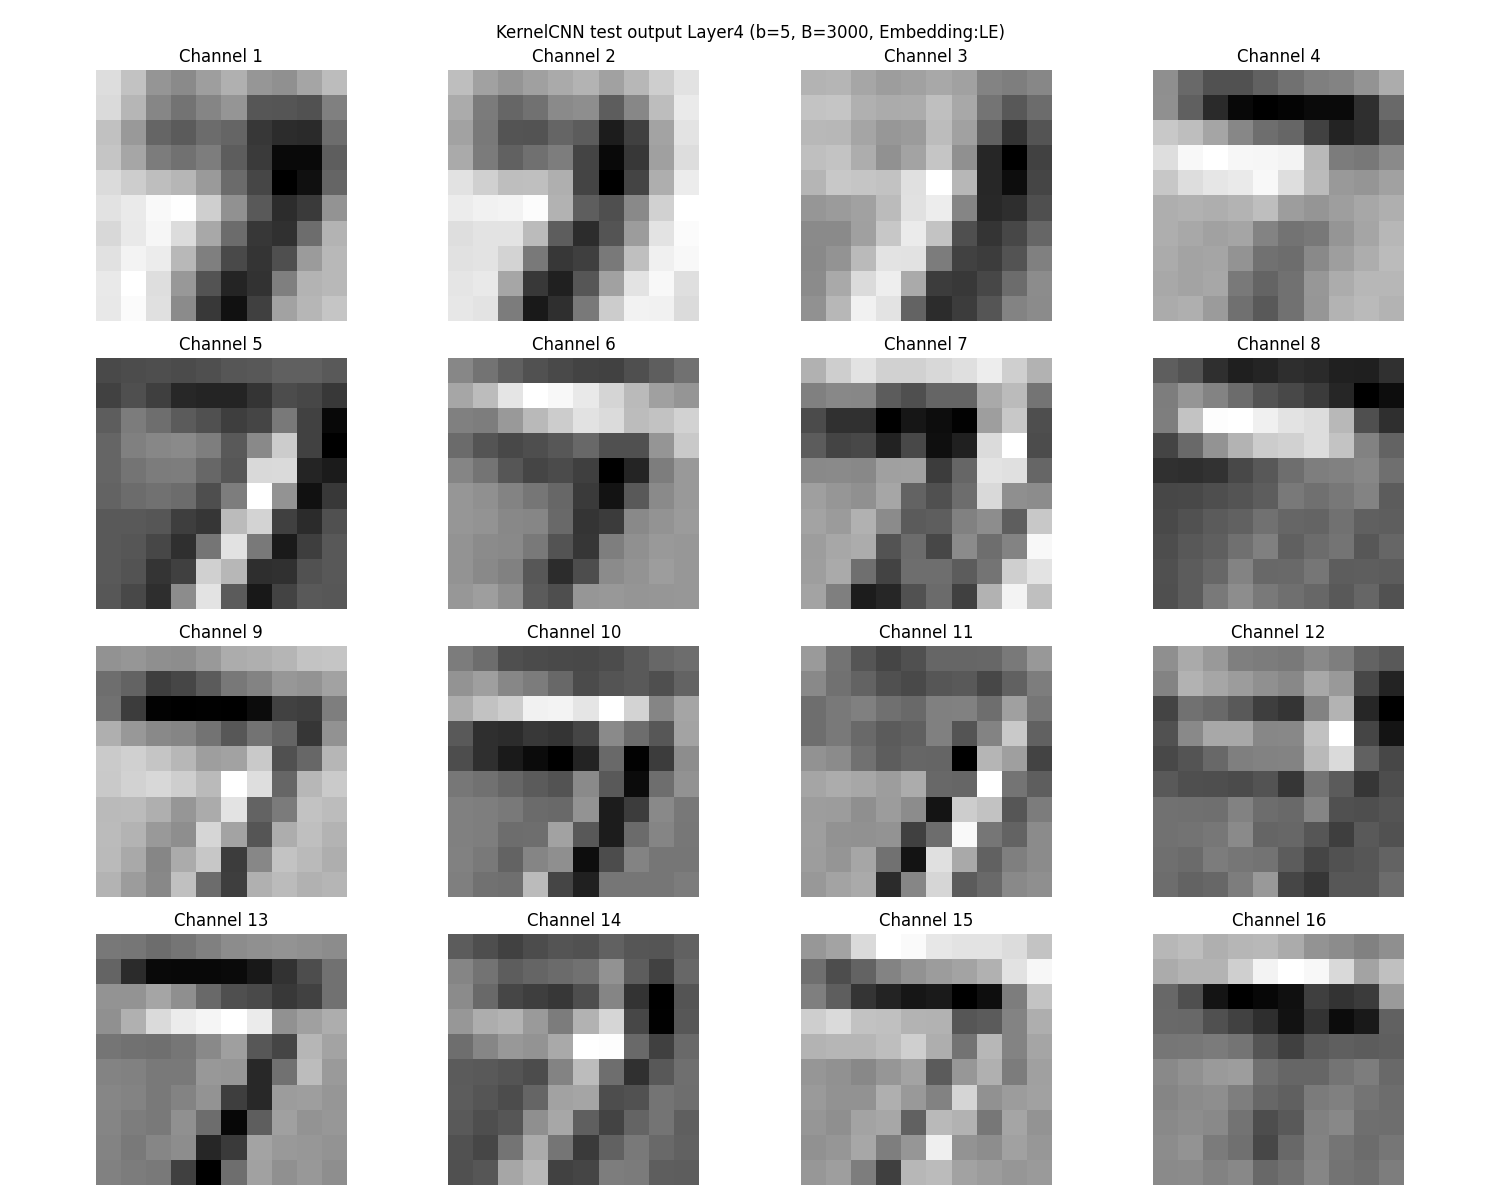 KernelCNN test output Layer4 (b=5, B=3000, Embedding:LE)
Channel 1
Channel 2
Channel 3
Channel 4
Channel 5
Channel 6
Channel 7
Channel 8
Channel 9
Channel 10
Channel 11
Channel 12
Channel 13
Channel 14
Channel 15
Channel 16